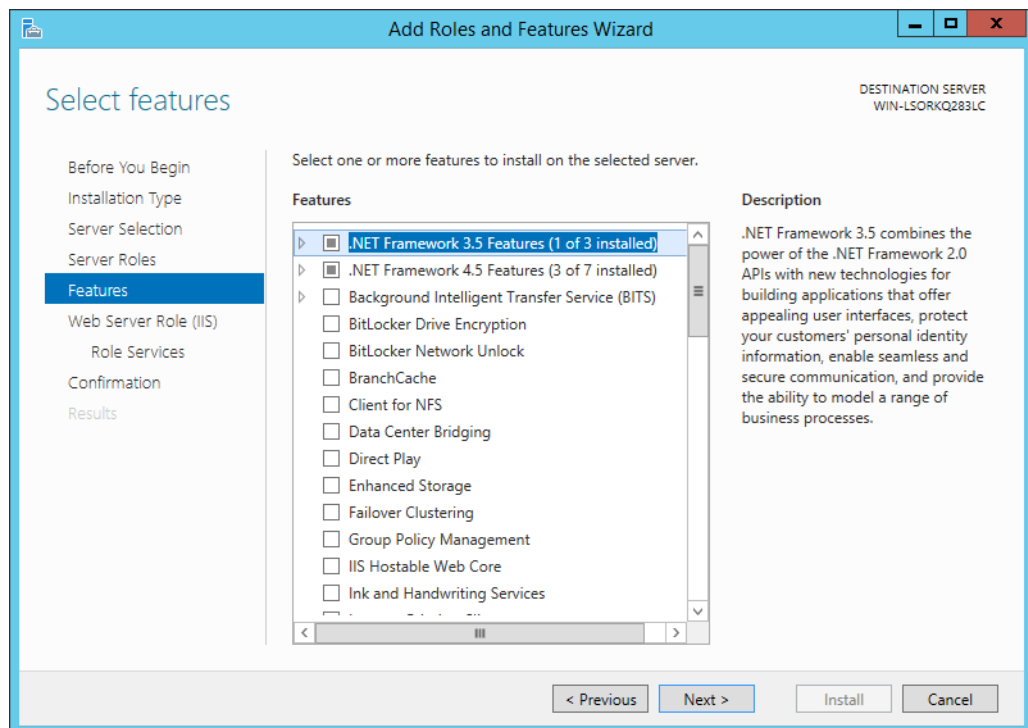 Add Roles and Features Wizard
Select features
DESTINATION SERVER
WIN-LSORKQ283LC
Before You Begin
Installation Type
Server Selection
Server Roles
Features
Web Server Role (IIS)
Role Services
Confirmation
Results
Select one or more features to install on the selected server.
Features
.NET Framework 3.5 Features (1 of 3 installed)
.NET Framework 4.5 Features (3 of 7 installed)
Background Intelligent Transfer Service (BITS)
BitLocker Drive Encryption
BitLocker Network Unlock
BranchCache
Client for NFS
Data Center Bridging
Direct Play
Enhanced Storage
Failover Clustering
Group Policy Management
IIS Hostable Web Core
Ink and Handwriting Services
Description
.NET Framework 3.5 combines the
power of the .NET Framework 2.0
APIs with new technologies for
building applications that offer
appealing user interfaces, protect
your customers' personal identity
information, enable seamless and
secure communication, and provide
the ability to model a range of
business processes.
< Previous
Next >
Install
Cancel